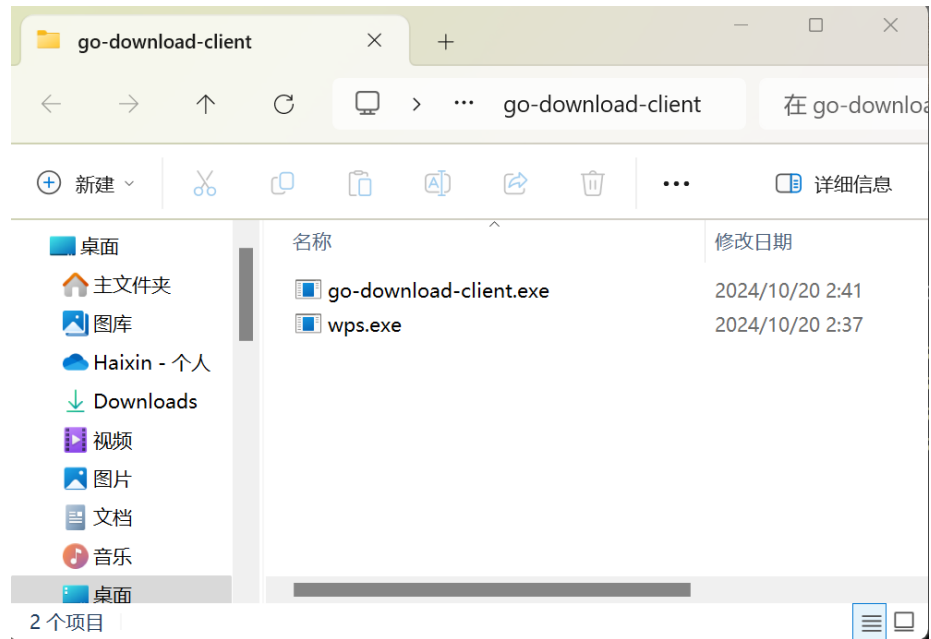 go-download-client
go-download-client
在 go-downloa
新建
详细信息
桌面
主文件夹
图库
Haixin - 个人
Downloads
视频
图片
文档
音乐
桌面
名称
修改日期
go-download-client.exe
2024/10/20 2:41
wps.exe
2024/10/20 2:37
2 个项目